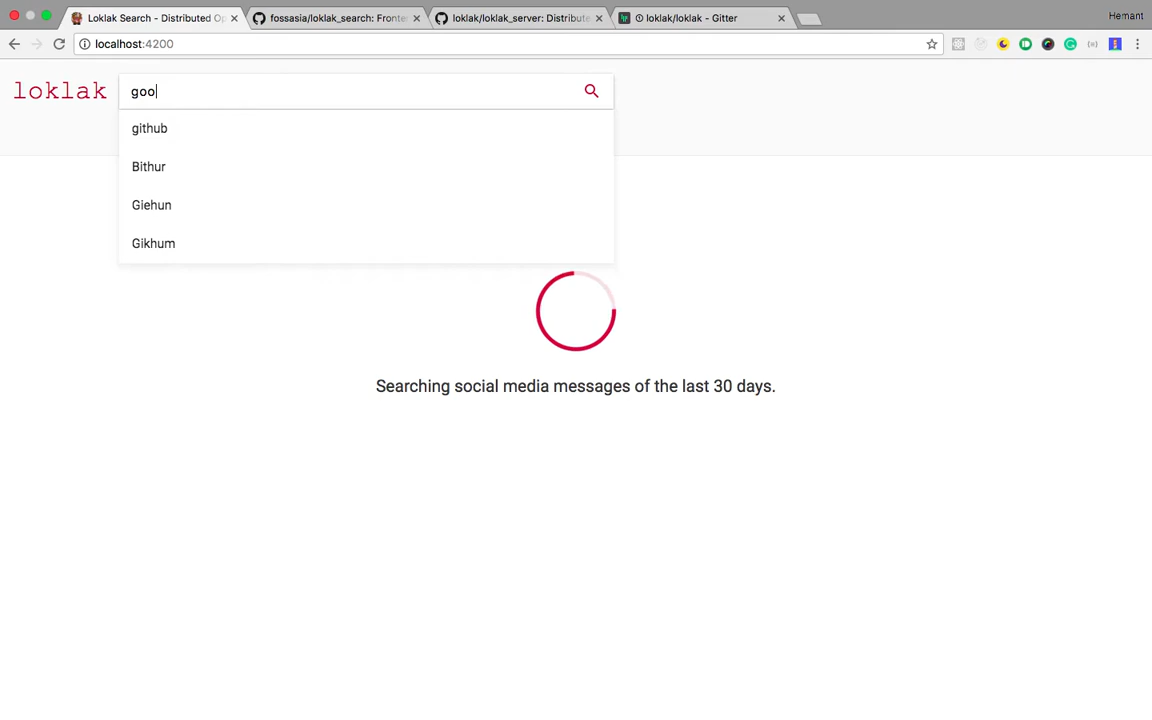 Loklak Search - Distributed Op
fossasia/loklak_search: Fronte
loklak/loklak_server: Distribute
loklak/loklak - Gitter
Hemant
localhost:4200
loklak
goo
github
Bithur
Giehun
Gikhum
Searching social media messages of the last 30 days.